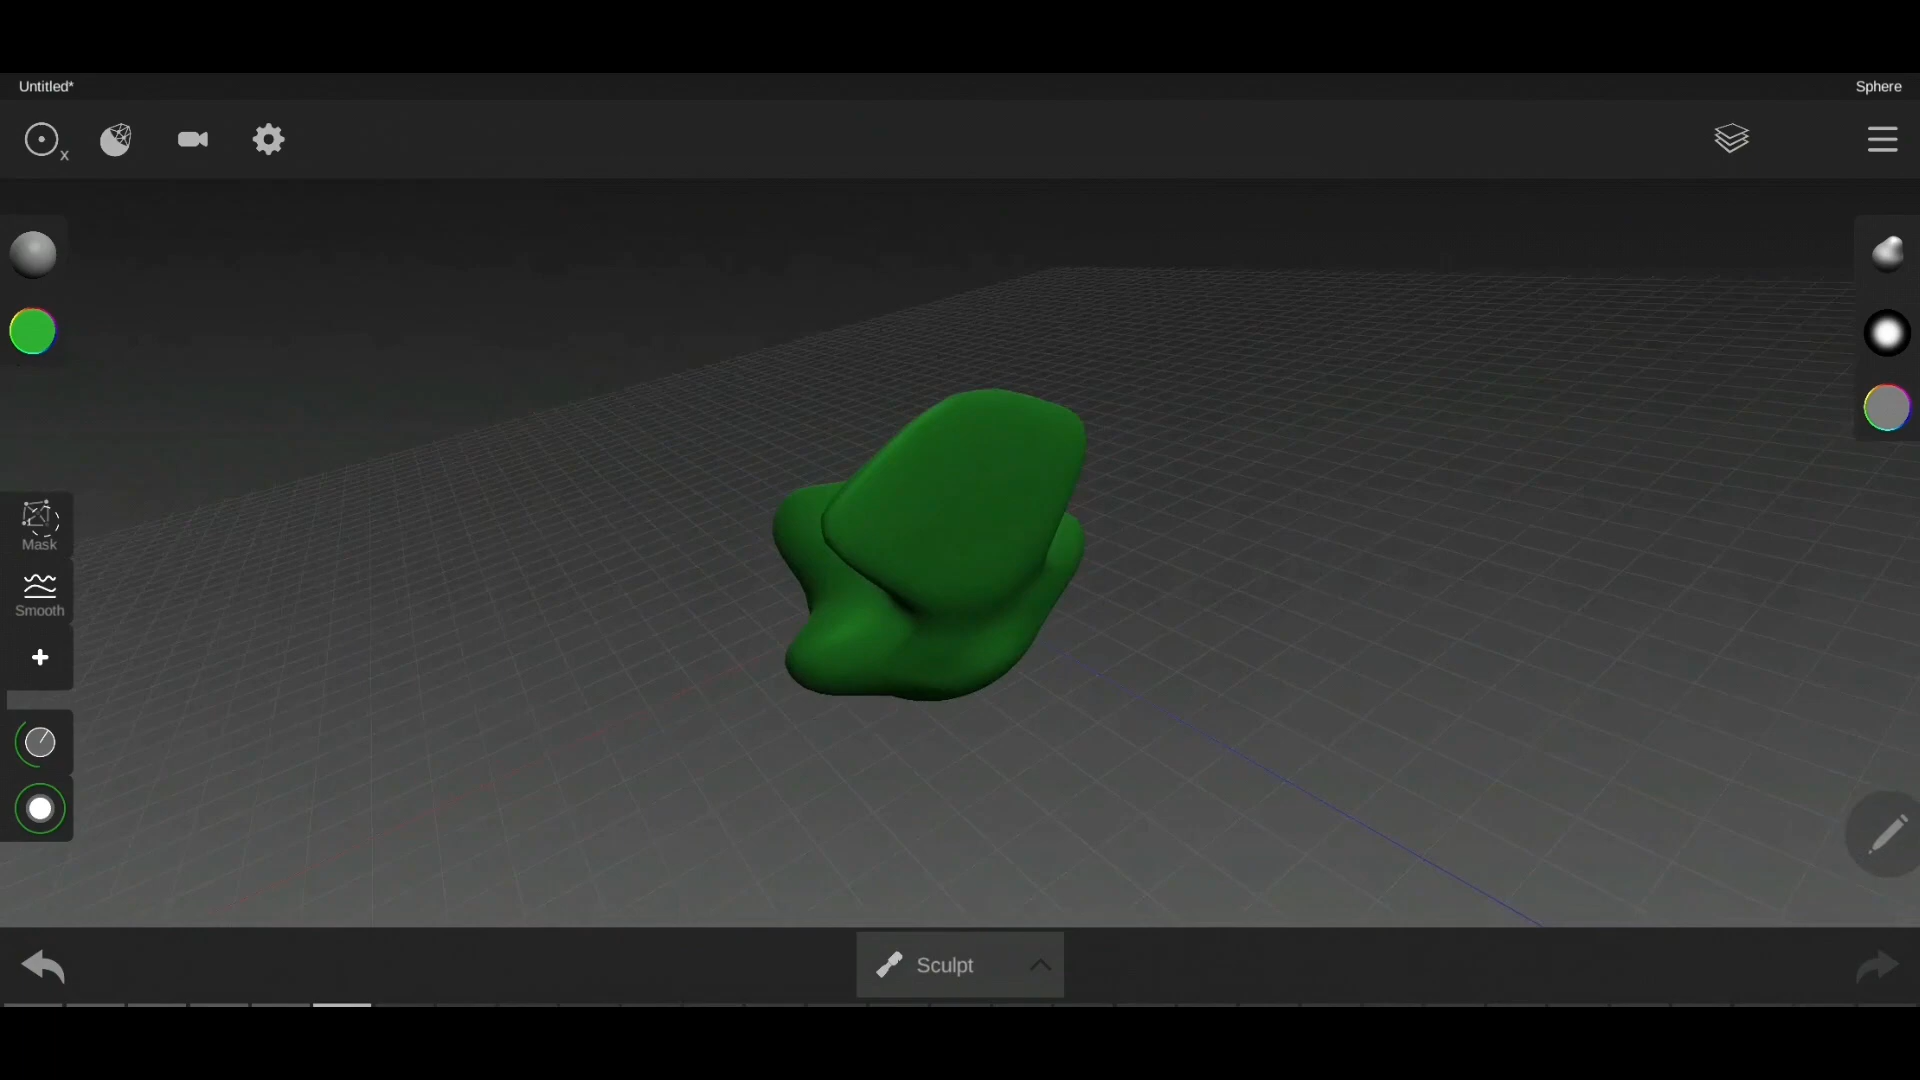 Untitled*
Sphere
x
Mask
Smooth
Sculpt